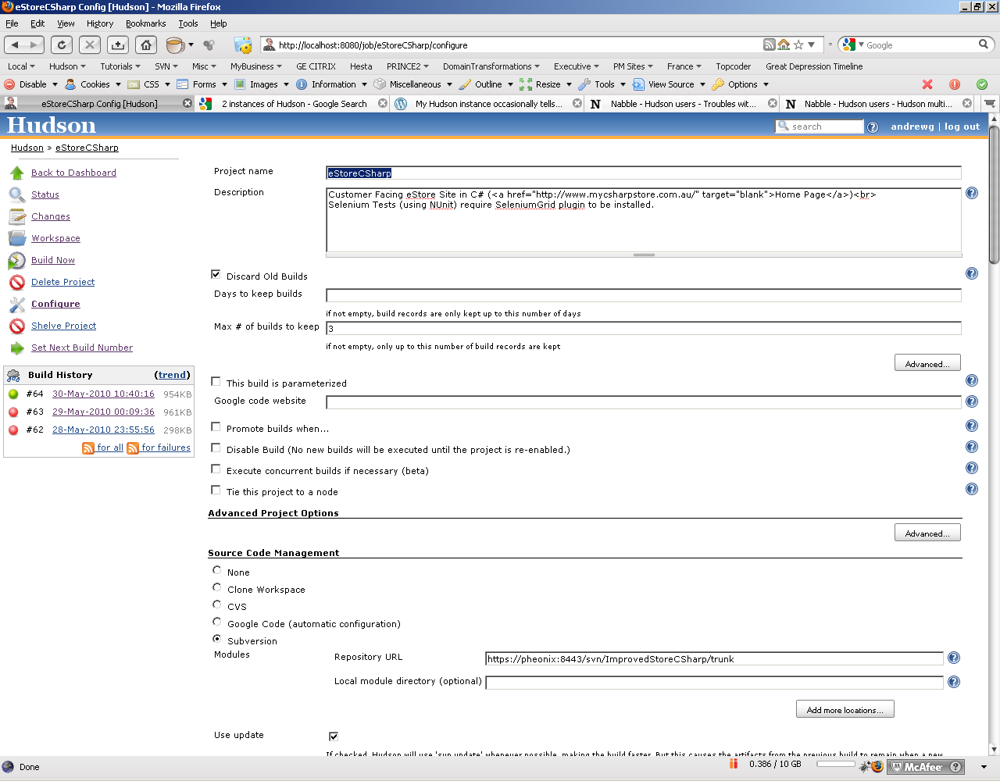 eStoreCSharp Config [Hudson] - Mozilla Firefox
File Edit View History Bookmarks Tools Help
http://localhost:8080/job/eStoreCSharp/configure
Google
Local Hudson Tutorials SVN Misc MyBusiness GE CITRIX Hesta PRINCE2 DomainTransformations Executive PM Sites France Topcoder Great Depression Timeline
Disable Cookies CSS Forms Images Information Miscellaneous Outline Resize Tools View Source Options
eStoreCSharp Config [Hudson] 2 instances of Hudson - Google Search My Hudson instance occasionally tells... Nabble - Hudson users - Troubles wit... Nabble - Hudson users - Hudson multi...
Hudson
search
andrewg | log out
Hudson » eStoreCSharp
Back to Dashboard
Status
Changes
Workspace
Build Now
Delete Project
Configure
Shelve Project
Set Next Build Number
Build History (trend)
#64 30-May-2010 10:40:16 954KB
#63 29-May-2010 00:09:36 961KB
#62 28-May-2010 23:55:56 298KB
for all for failures
Project name eStoreCSharp
Description
Customer Facing eStore Site in C# (<a href="http://www.mycsharpstore.com.au/" target="blank">Home Page</a>)<br>
Selenium Tests (using NUnit) require SeleniumGrid plugin to be installed.
Discard Old Builds
Days to keep builds
if not empty, build records are only kept up to this number of days
Max # of builds to keep 3
if not empty, only up to this number of build records are kept
Advanced...
This build is parameterized
Google code website
Promote builds when...
Disable Build (No new builds will be executed until the project is re-enabled.)
Execute concurrent builds if necessary (beta)
Tie this project to a node
Advanced Project Options
Advanced...
Source Code Management
None
Clone Workspace
CVS
Google Code (automatic configuration)
Subversion
Modules
Repository URL https://pheonix:8443/svn/ImprovedStoreCSharp/trunk
Local module directory (optional)
Add more locations...
Use update
If checked, Hudson will use 'svn update' whenever possible, making the build faster. But this causes the artifacts from the previous build to remain when a new
Done
0.386 / 10 GB
McAfee